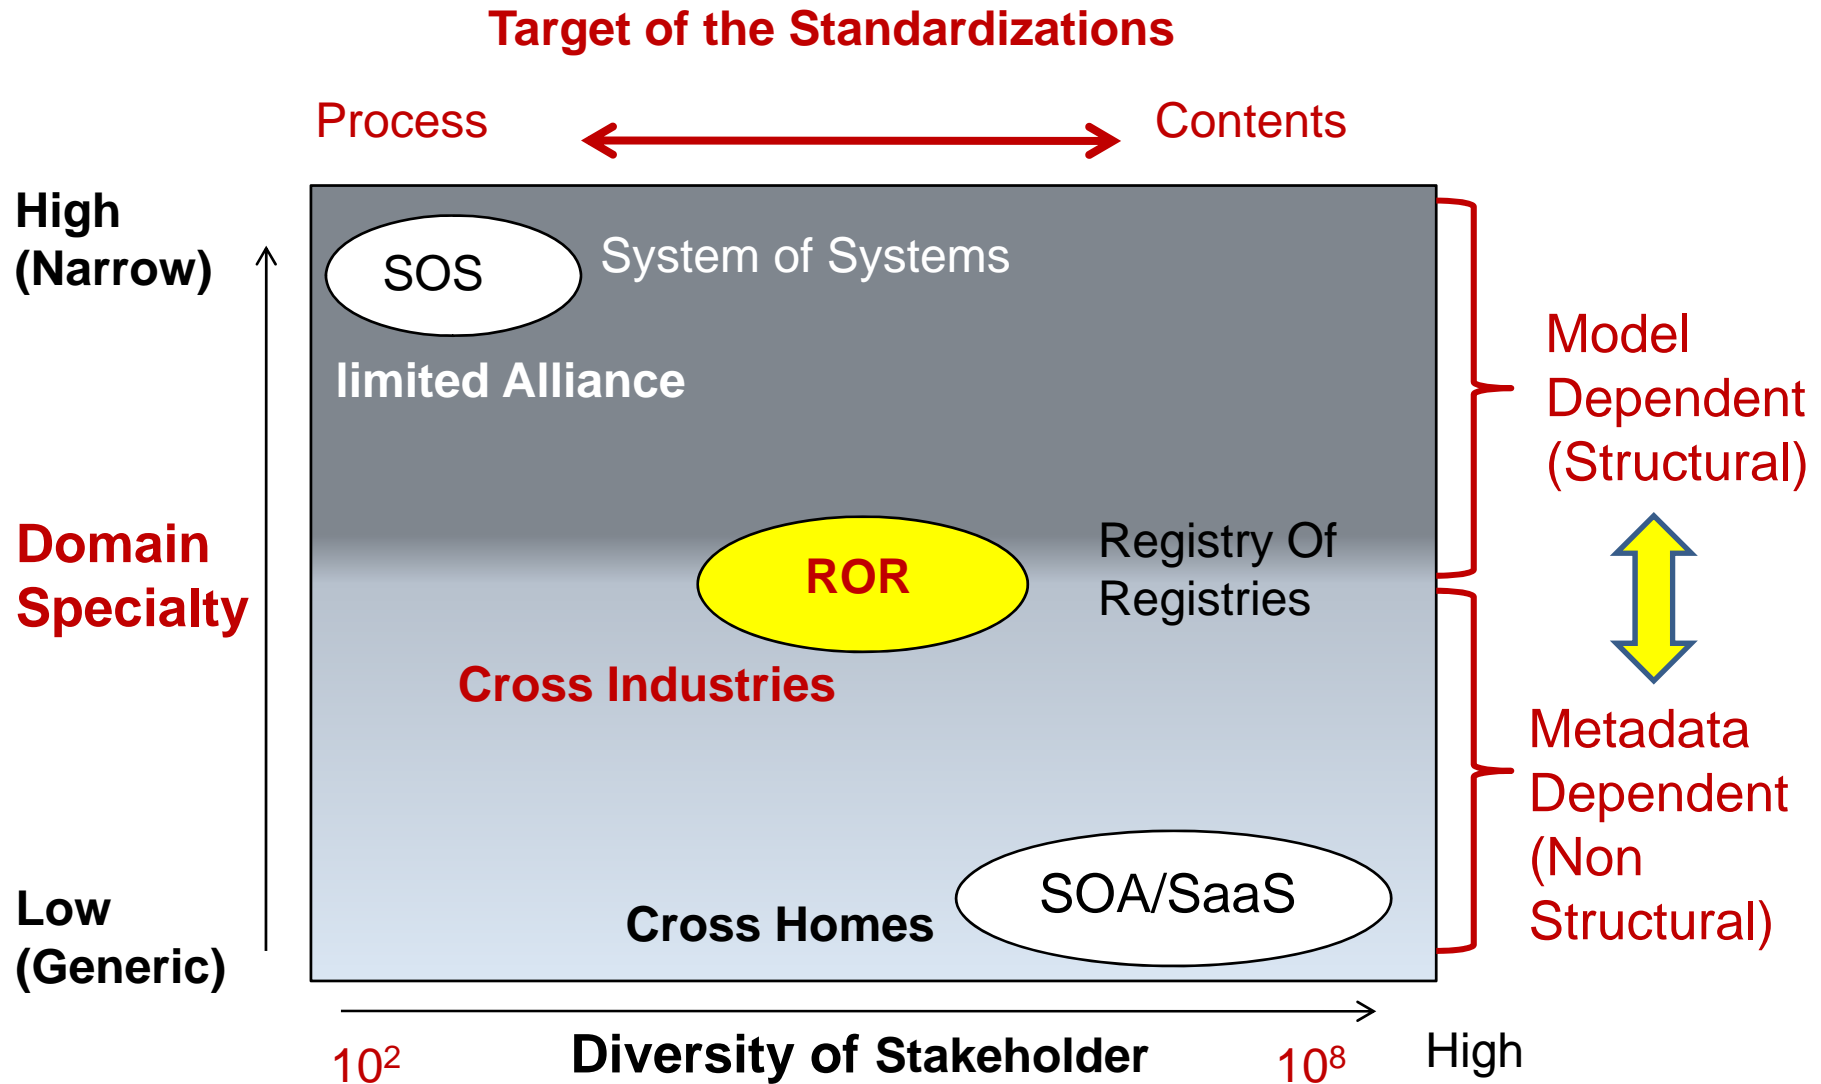 Target of the Standardizations
Process
Contents
High
(Narrow)
SOS
System of Systems
limited Alliance
Model
Dependent
(Structural)
Domain
Specialty
ROR
Registry Of
Registries
Cross Industries
Metadata
Dependent
(Non
Structural)
Low
(Generic)
Cross Homes
SOA/SaaS
10²
Diversity of Stakeholder
10⁸
High